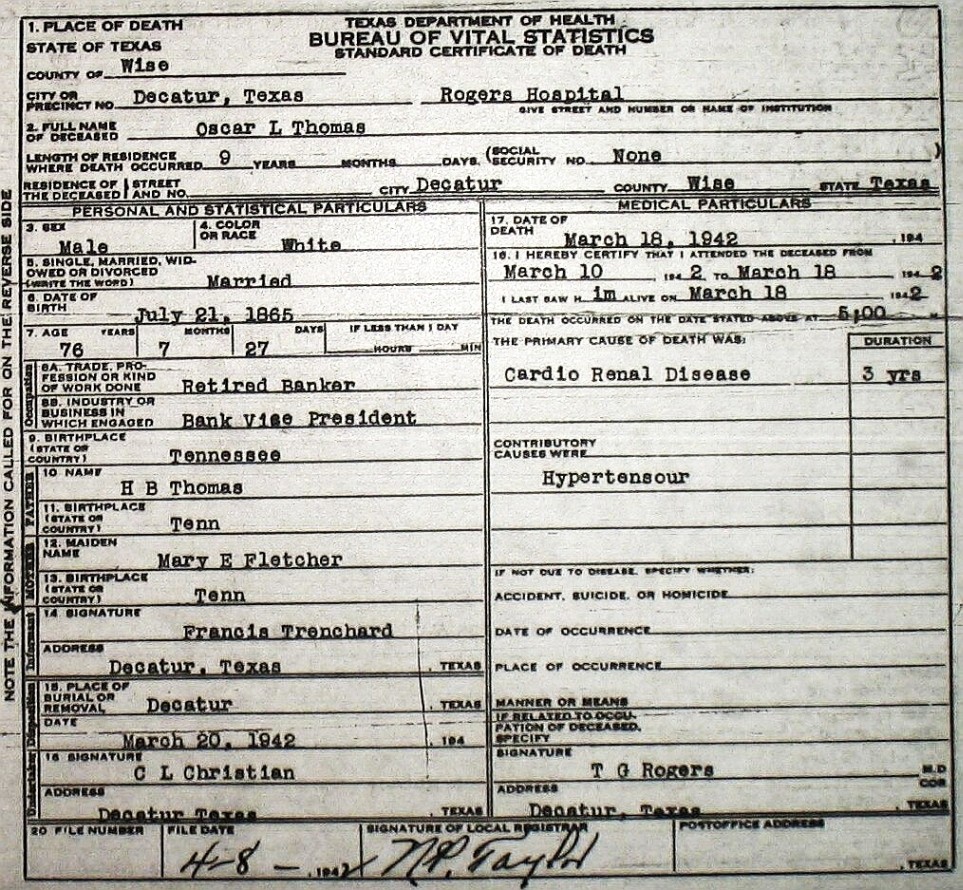 TEXAS DEPARTMENT OF HEALTH
BUREAU OF VITAL STATISTICS
STANDARD CERTIFICATE OF DEATH
1. PLACE OF DEATH
STATE OF TEXAS
COUNTY OF Wise
CITY OR PRECINCT NO. Decatur, Texas Rogers Hospital
GIVE STREET AND NUMBER OR NAME OF INSTITUTION
2. FULL NAME OF DECEASED Oscar L Thomas
LENGTH OF RESIDENCE WHERE DEATH OCCURRED 9 YEARS MONTHS DAYS. (SOCIAL SECURITY NO. None )
RESIDENCE OF THE DECEASED STREET AND NO. CITY Decatur COUNTY Wise STATE Texas
PERSONAL AND STATISTICAL PARTICULARS
3. SEX Male
4. COLOR OR RACE White
5. SINGLE, MARRIED, WIDOWED OR DIVORCED (WRITE THE WORD) Married
6. DATE OF BIRTH July 21, 1865
7. AGE YEARS MONTHS DAYS IF LESS THAN 1 DAY
76 7 27 HOURS MIN
Occupation
8A. TRADE, PROFESSION OR KIND OF WORK DONE Retired Banker
8B. INDUSTRY OR BUSINESS IN WHICH ENGAGED Bank Vise President
9. BIRTHPLACE (STATE OR COUNTRY) Tennessee
FATHER
10 NAME H B Thomas
11. BIRTHPLACE (STATE OR COUNTRY) Tenn
MOTHER
12. MAIDEN NAME Mary E Fletcher
13. BIRTHPLACE (STATE OR COUNTRY) Tenn
Informant
14 SIGNATURE Francis Trenchard
ADDRESS Decatur, Texas , TEXAS
Disposition
15. PLACE OF BURIAL OR REMOVAL Decatur , TEXAS
DATE March 20, 1942 , 194
Undertaker
16 SIGNATURE C L Christian
ADDRESS Decatur Texas TEXAS
MEDICAL PARTICULARS
17. DATE OF DEATH March 18, 1942 , 194
18. I HEREBY CERTIFY THAT I ATTENDED THE DECEASED FROM
March 10 194 2, TO March 18 194 2
I LAST SAW H im ALIVE ON March 18 194 2
THE DEATH OCCURRED ON THE DATE STATED ABOVE AT 5;00 M
THE PRIMARY CAUSE OF DEATH WAS: DURATION
Cardio Renal Disease 3 yrs
CONTRIBUTORY CAUSES WERE
Hypertensour
IF NOT DUE TO DISEASE, SPECIFY WHETHER:
ACCIDENT, SUICIDE, OR HOMICIDE
DATE OF OCCURRENCE
PLACE OF OCCURRENCE
MANNER OR MEANS
IF RELATED TO OCCUPATION OF DECEASED, SPECIFY
SIGNATURE T G Rogers M.D
ADDRESS Decatur, Texas , TEXAS
20 FILE NUMBER
FILE DATE 4-8 - , 1942
SIGNATURE OF LOCAL REGISTRAR N.P. Taylor
POSTOFFICE ADDRESS , TEXAS
NOTE THE INFORMATION CALLED FOR ON THE REVERSE SIDE